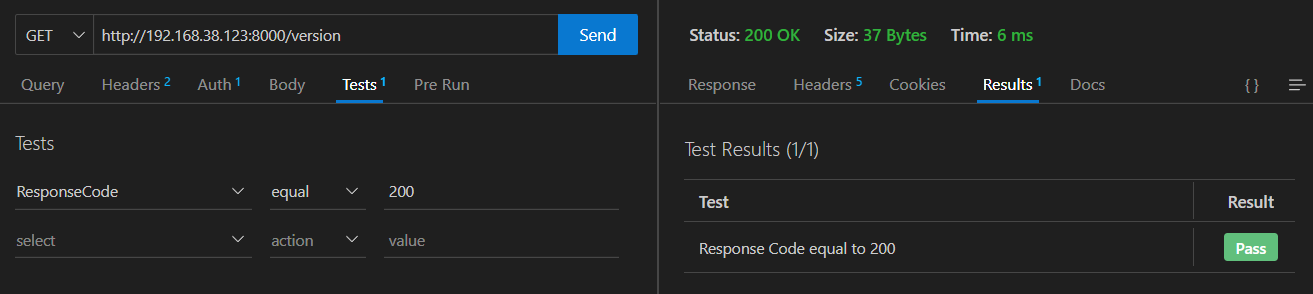 GET http://192.168.38.123:8000/version Send
Query Headers 2 Auth 1 Body Tests 1 Pre Run
Tests
ResponseCode equal 200
select action value
Status: 200 OK Size: 37 Bytes Time: 6 ms
Response Headers 5 Cookies Results 1 Docs { }
Test Results (1/1)
Test Result
Response Code equal to 200 Pass